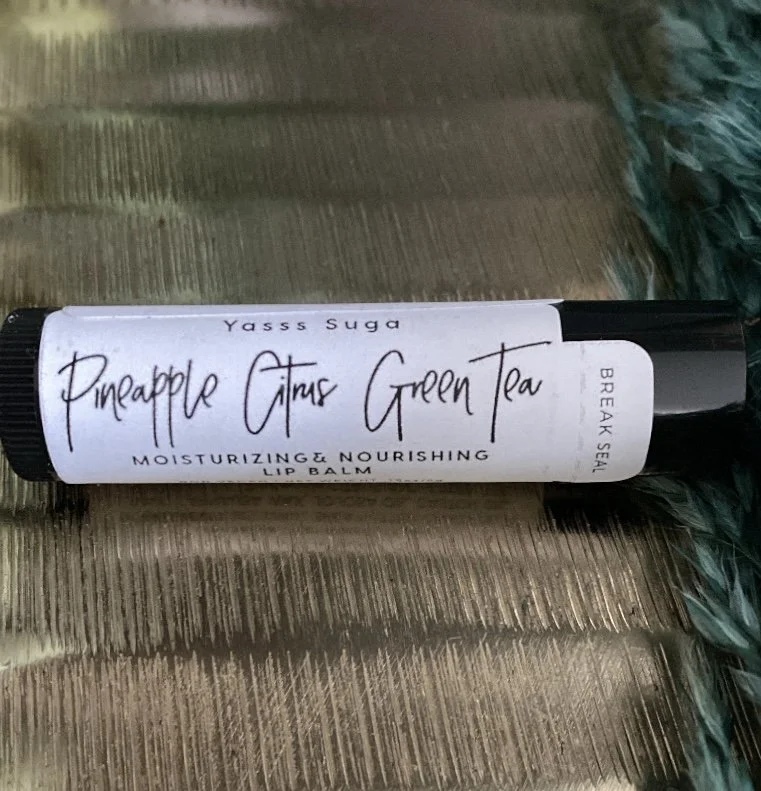 Yasss Suga
Pineapple Citrus Green Tea
MOISTURIZING& NOURISHING
LIP BALM
BREAK SEAL